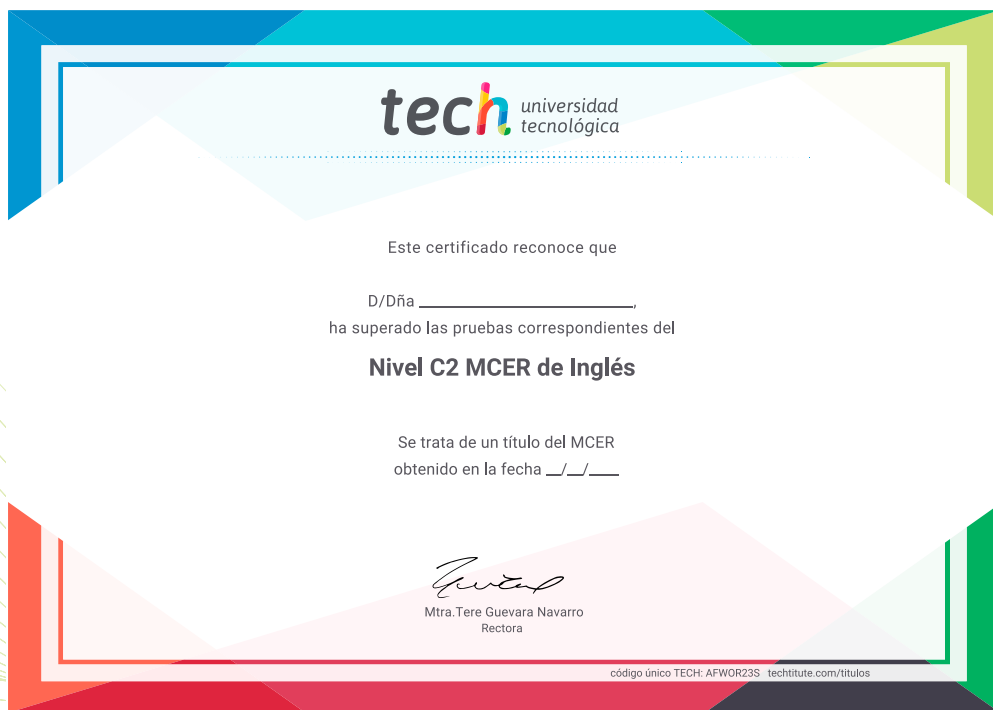 tech universidad
tecnológica
Este certificado reconoce que
D/Dña ______________________,
ha superado las pruebas correspondientes del
Nivel C2 MCER de Inglés
Se trata de un título del MCER
obtenido en la fecha __/__/____
Mtra.Tere Guevara Navarro
Rectora
código único TECH: AFWOR23S techtitute.com/titulos